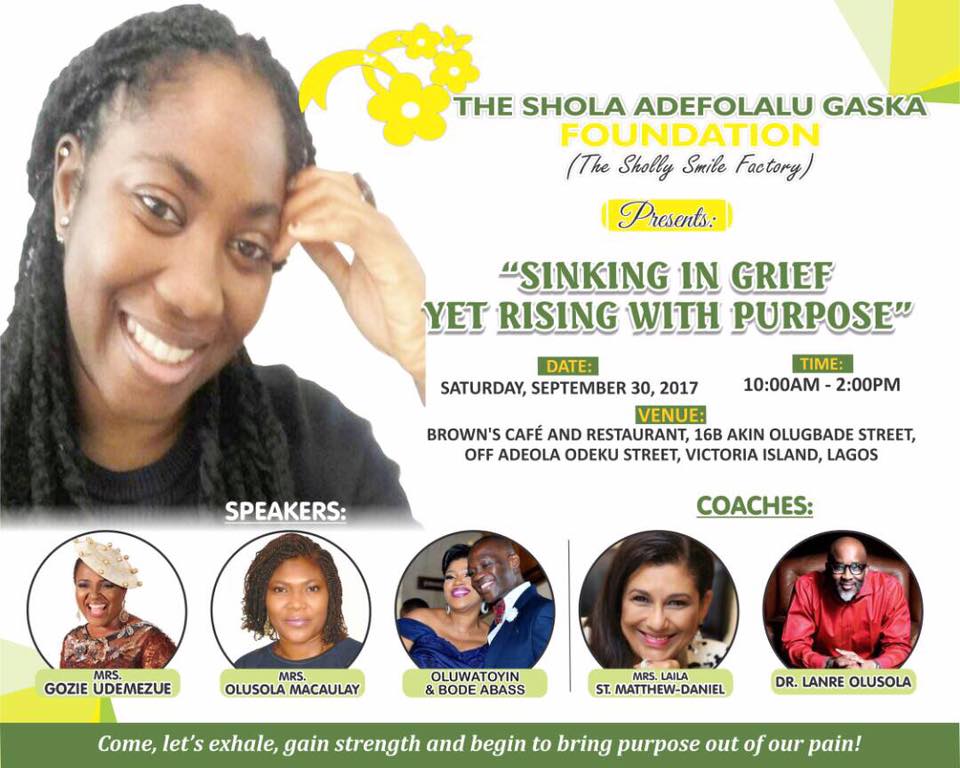 THE SHOLA ADEFOLALU GASKA
FOUNDATION
(The Sholly Smile Factory)
Presents:
“SINKING IN GRIEF
YET RISING WITH PURPOSE”
DATE:
SATURDAY, SEPTEMBER 30, 2017
TIME:
10:00AM - 2:00PM
VENUE:
BROWN'S CAFÉ AND RESTAURANT, 16B AKIN OLUGBADE STREET,
OFF ADEOLA ODEKU STREET, VICTORIA ISLAND, LAGOS
SPEAKERS:
MRS.
GOZIE UDEMEZUE
MRS.
OLUSOLA MACAULAY
OLUWATOYIN
& BODE ABASS
COACHES:
MRS. LAILA
ST. MATTHEW-DANIEL
DR. LANRE OLUSOLA
Come, let’s exhale, gain strength and begin to bring purpose out of our pain!